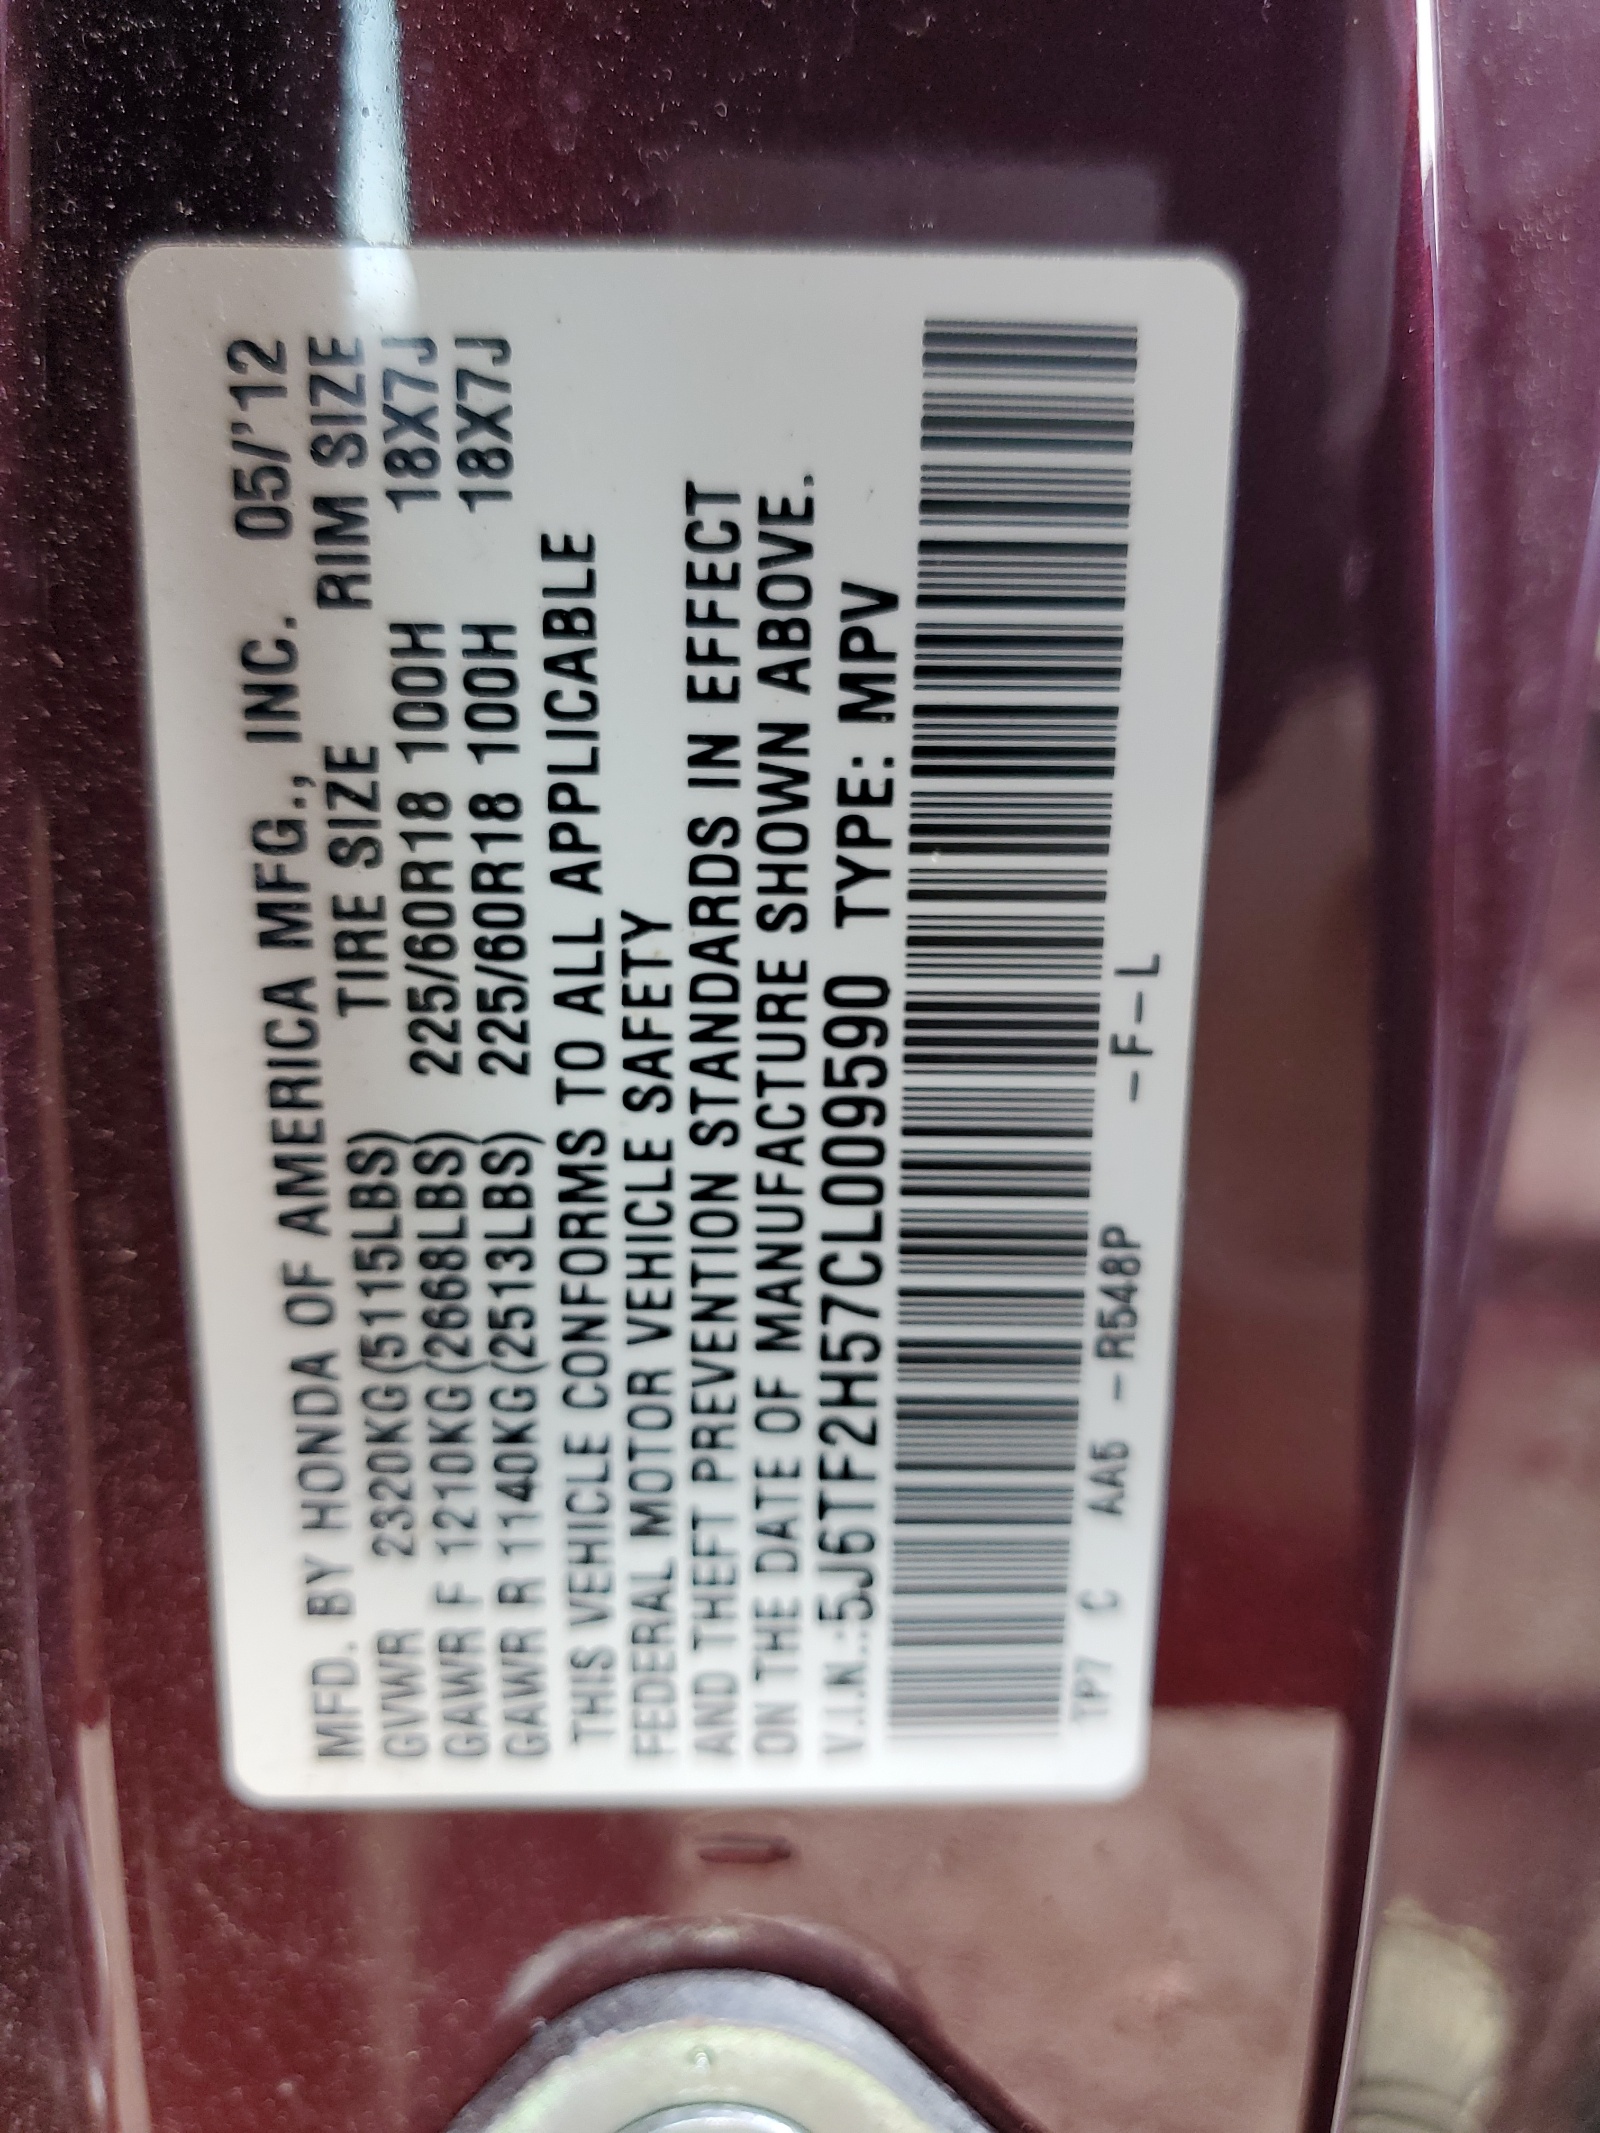 MFD. BY HONDA OF AMERICA MFG., INC. 05/'12
GVWR 2320KG(5115LBS) TIRE SIZE RIM SIZE
GAWR F 1210KG(2668LBS) 225/60R18 100H 18X7J
GAWR R 1140KG(2513LBS) 225/60R18 100H 18X7J
THIS VEHICLE CONFORMS TO ALL APPLICABLE
FEDERAL MOTOR VEHICLE SAFETY
AND THEFT PREVENTION STANDARDS IN EFFECT
ON THE DATE OF MANUFACTURE SHOWN ABOVE.
V.I.N.:5J6TF2H57CL009590 TYPE: MPV
TP7 C AA5 -R548P -F-L